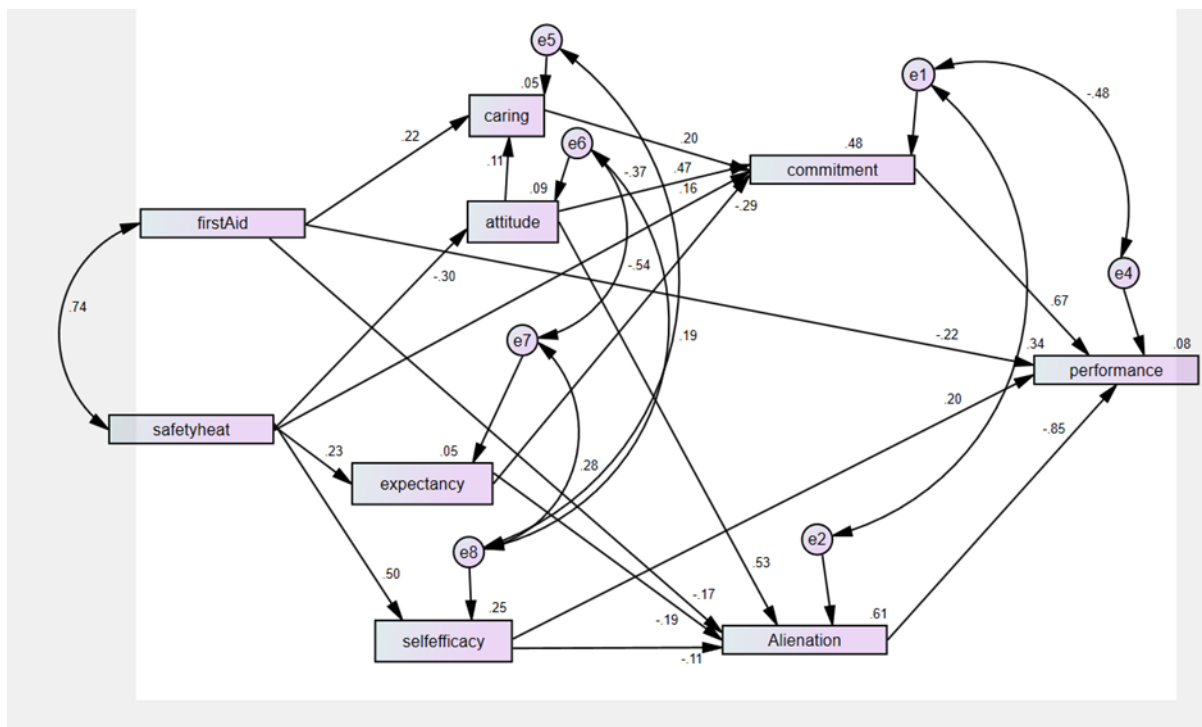 e5
.05
caring
e6
e1
-.48
.22
.11
.20
.48
commitment
-.37
.47
.16
.09
attitude
-.29
firstAid
-.30
-.54
e4
.74
.67
e7
.19
-.22
.34
.08
performance
safetyheat
.20
-.85
.23
.05
expectancy
.28
e8
e2
.50
.53
-.17
.25
-.19
.61
selfefficacy
-.11
Alienation